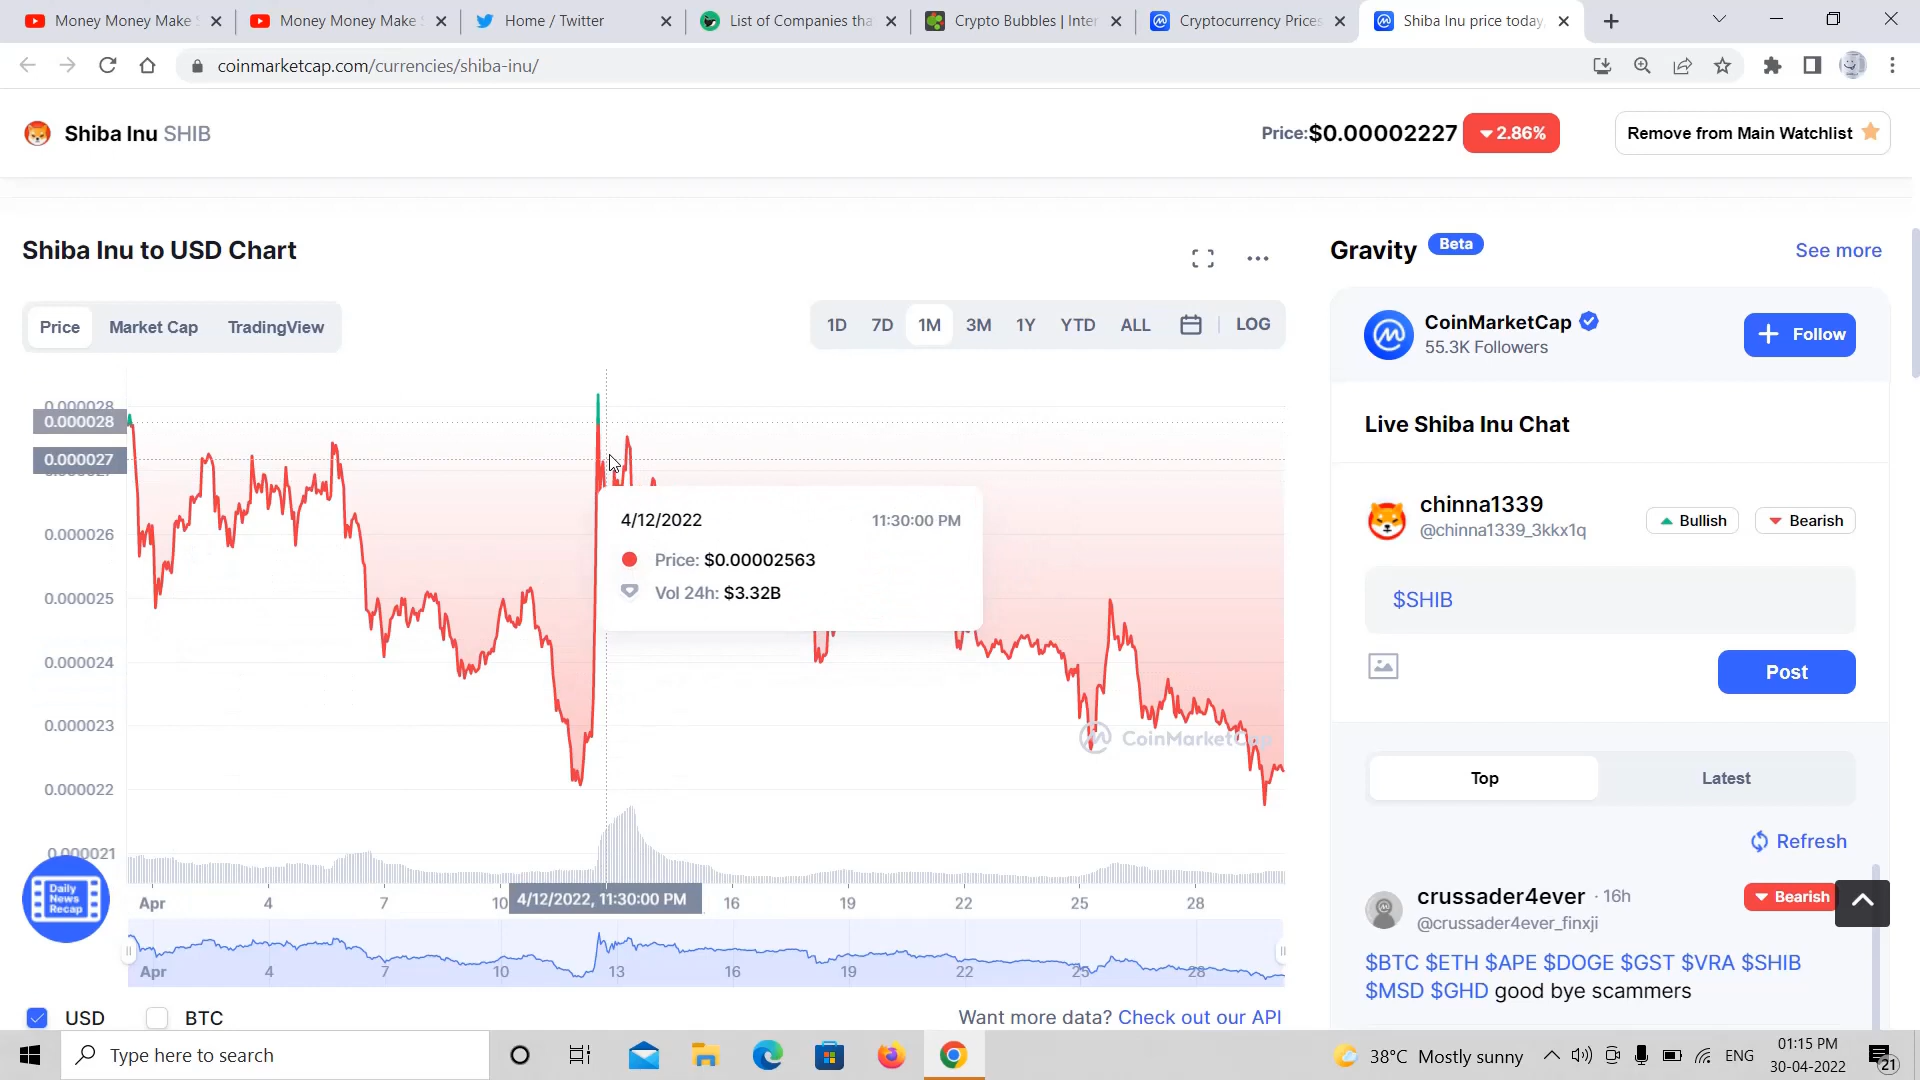 Money Money Make
Money Money Make
Home / Twitter
List of Companies tha
Crypto Bubbles | Inter
Cryptocurrency Prices
Shiba Inu price today,
coinmarketcap.com/currencies/shiba-inu/
Shiba Inu SHIB
Price:$0.00002227
2.86%
Remove from Main Watchlist
Shiba Inu to USD Chart
Gravity
Beta
See more
Price
Market Cap
TradingView
1D
7D
1M
3M
1Y
YTD
ALL
LOG
CoinMarketCap
55.3K Followers
+ Follow
0.000028
0.000028
0.000027
0.000026
0.000025
0.000024
0.000023
0.000022
0.000021
4/12/2022
11:30:00 PM
Price: $0.00002563
Vol 24h: $3.32B
CoinMarketCap
Live Shiba Inu Chat
chinna1339
@chinna1339_3kkx1q
Bullish
Bearish
$SHIB
Post
Top
Latest
Refresh
Daily
News
Recap
Apr
4
7
10
4/12/2022, 11:30:00 PM
16
19
22
25
28
Apr
4
7
10
13
16
19
22
25
28
crussader4ever · 16h
@crussader4ever_finxji
Bearish
$BTC $ETH $APE $DOGE $GST $VRA $SHIB
$MSD $GHD good bye scammers
USD
BTC
Want more data? Check out our API
Type here to search
38°C Mostly sunny
ENG
01:15 PM
30-04-2022
21